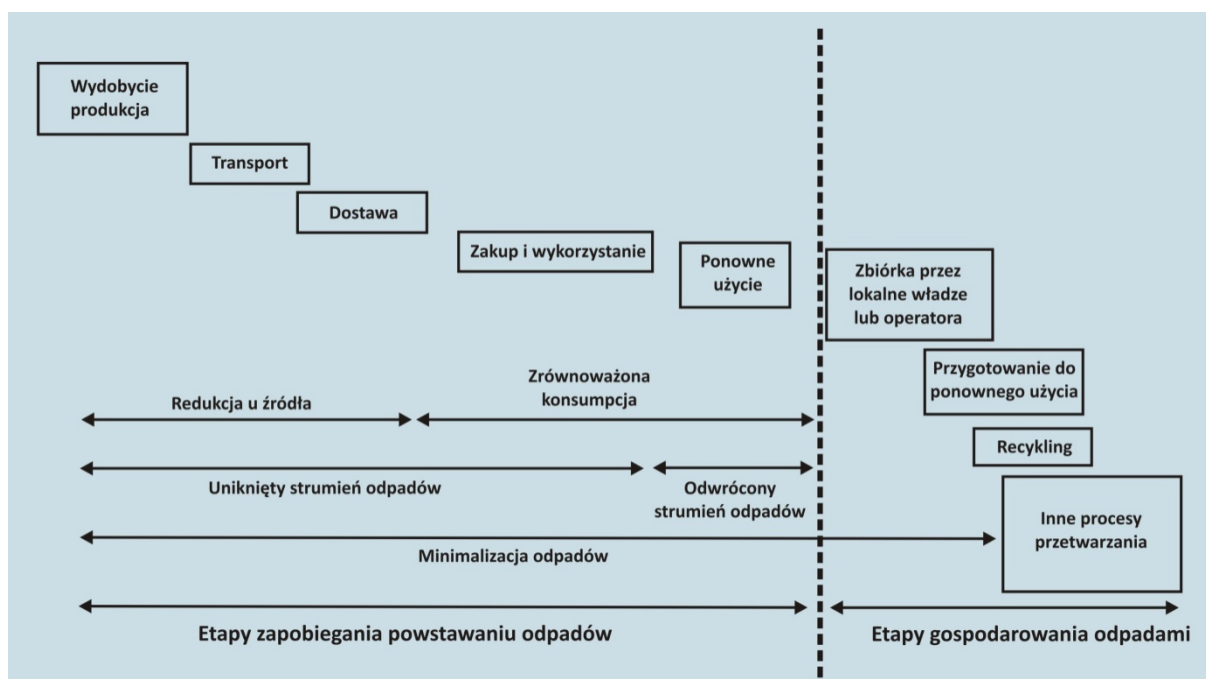 Wydobycie
produkcja
Transport
Dostawa
Zakup i wykorzystanie
Ponowne
użycie
Zbiórka przez
lokalne władze
lub operatora
Przygotowanie do
ponownego użycia
Recykling
Inne procesy
przetwarzania
Redukcja u źródła
Zrównoważona
konsumpcja
Uniknięty strumień odpadów
Odwrócony
strumień odpadów
Minimalizacja odpadów
Etapy zapobiegania powstawaniu odpadów
Etapy gospodarowania odpadami